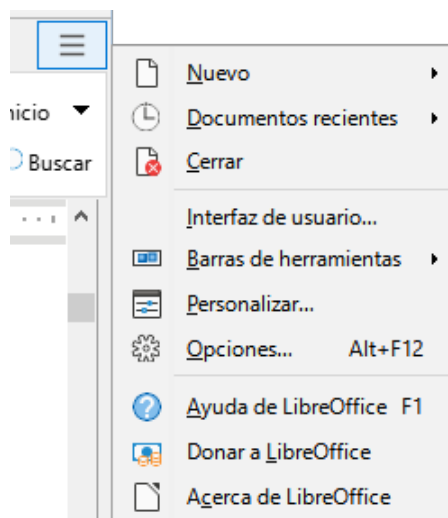 Nuevo
Documentos recientes
Cerrar
Buscar
Interfaz de usuario...
Barras de herramientas
Personalizar...
Opciones... Alt+F12
Ayuda de LibreOffice F1
Donar a LibreOffice
Acerca de LibreOffice